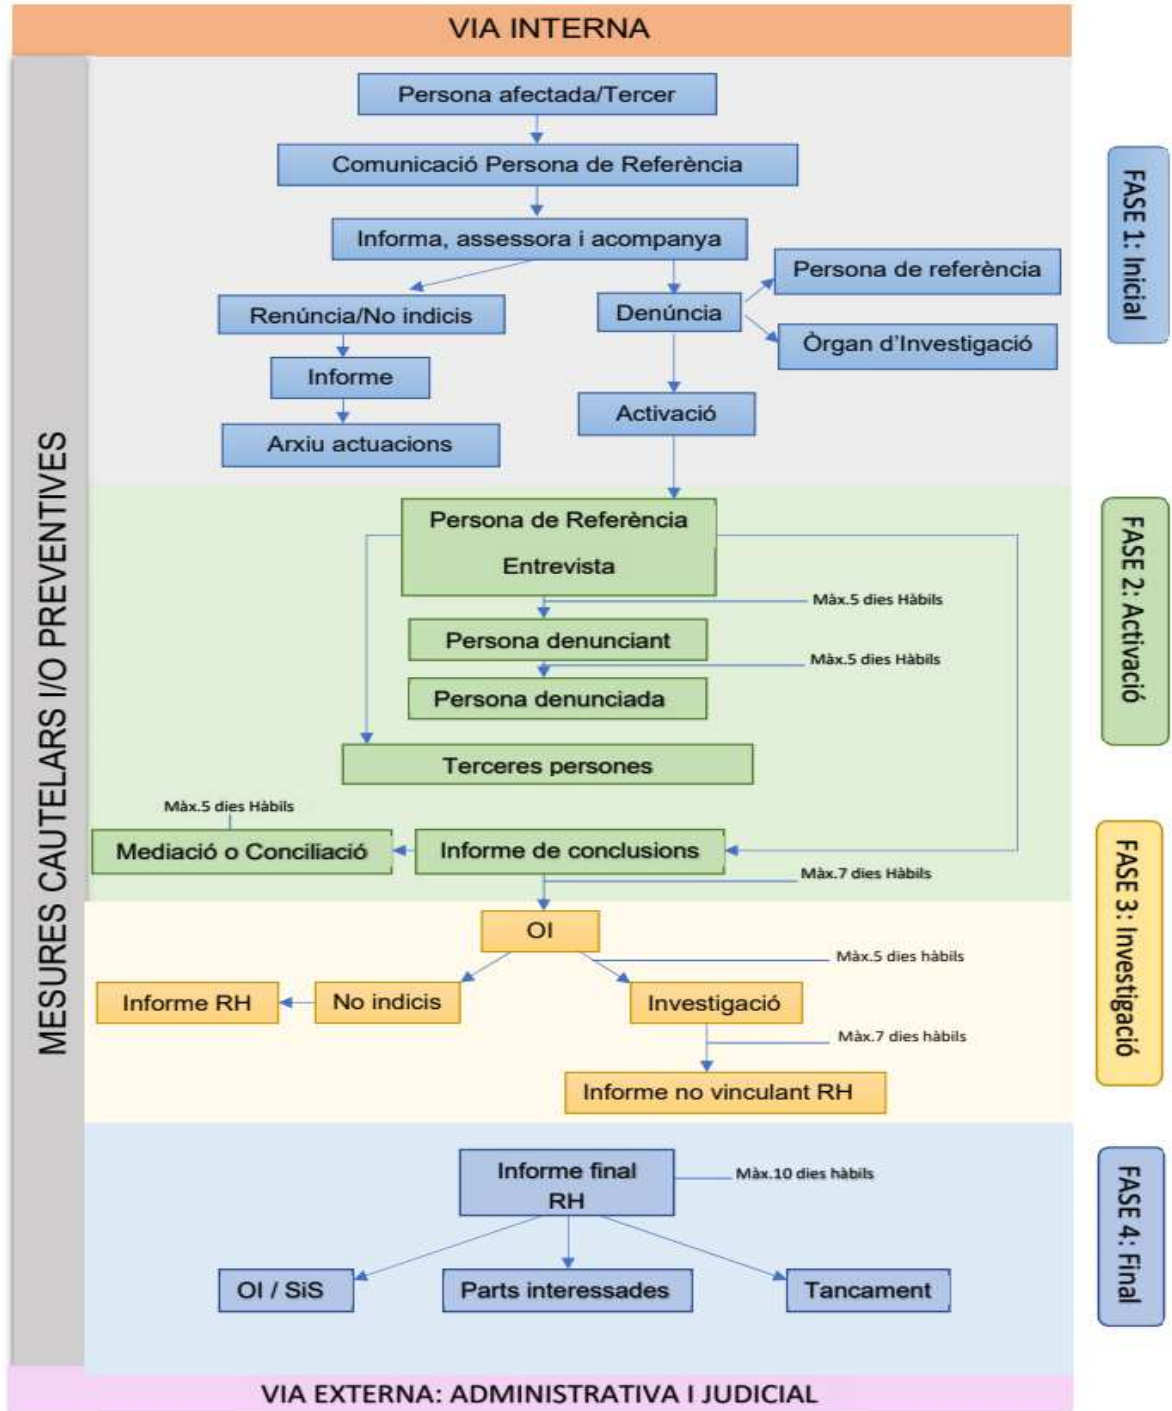 VIA INTERNA
MESURES CAUTELARS I/O PREVENTIVES
FASE 1: Inicial
Persona afectada/Tercer
Comunicació Persona de Referència
Informa, assessora i acompanya
Persona de referència
Renúncia/No indicis
Denúncia
Òrgan d'Investigació
Informe
Activació
Arxiu actuacions
FASE 2: Activació
Persona de Referència
Entrevista
Màx.5 dies Hàbils
Persona denunciant
Màx.5 dies Hàbils
Persona denunciada
Terceres persones
Màx.5 dies Hàbils
Mediació o Conciliació
Informe de conclusions
Màx.7 dies Hàbils
FASE 3: Investigació
OI
Màx.5 dies hàbils
Informe RH
No indicis
Investigació
Màx.7 dies hàbils
Informe no vinculant RH
FASE 4: Final
Informe final
RH
Màx.10 dies hàbils
OI / SiS
Parts interessades
Tancament
VIA EXTERNA: ADMINISTRATIVA I JUDICIAL